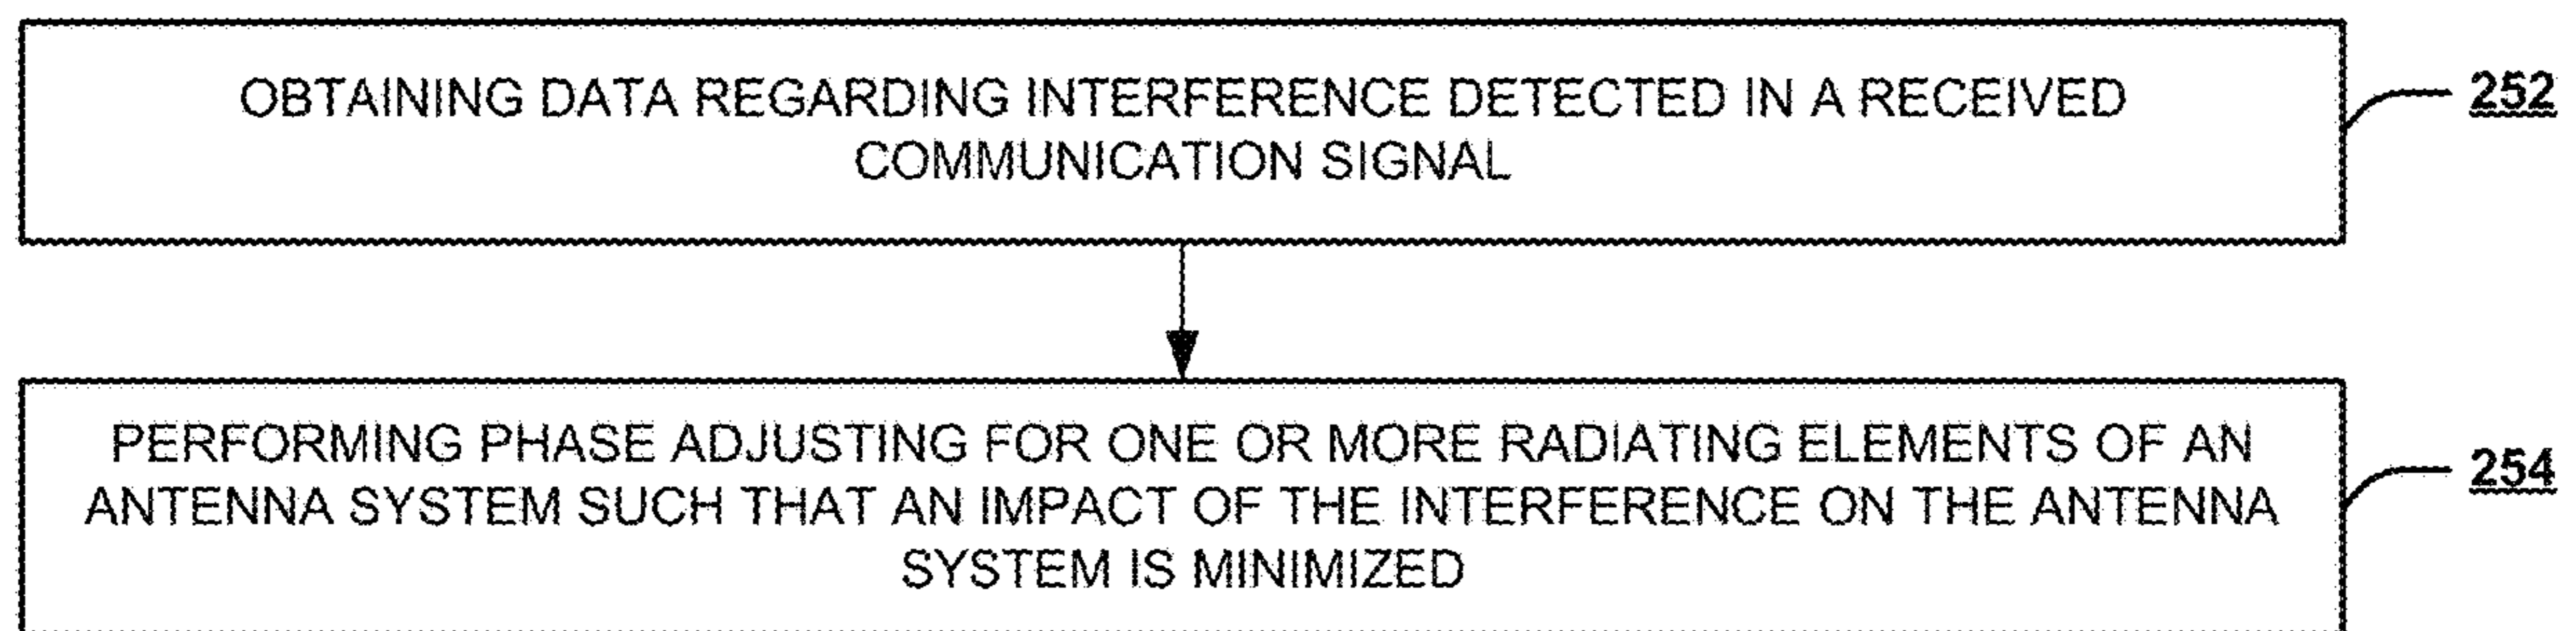 OBTAINING DATA REGARDING INTERFERENCE DETECTED IN A RECEIVED
COMMUNICATION SIGNAL
252
PERFORMING PHASE ADJUSTING FOR ONE OR MORE RADIATING ELEMENTS OF AN
ANTENNA SYSTEM SUCH THAT AN IMPACT OF THE INTERFERENCE ON THE ANTENNA
SYSTEM IS MINIMIZED
254